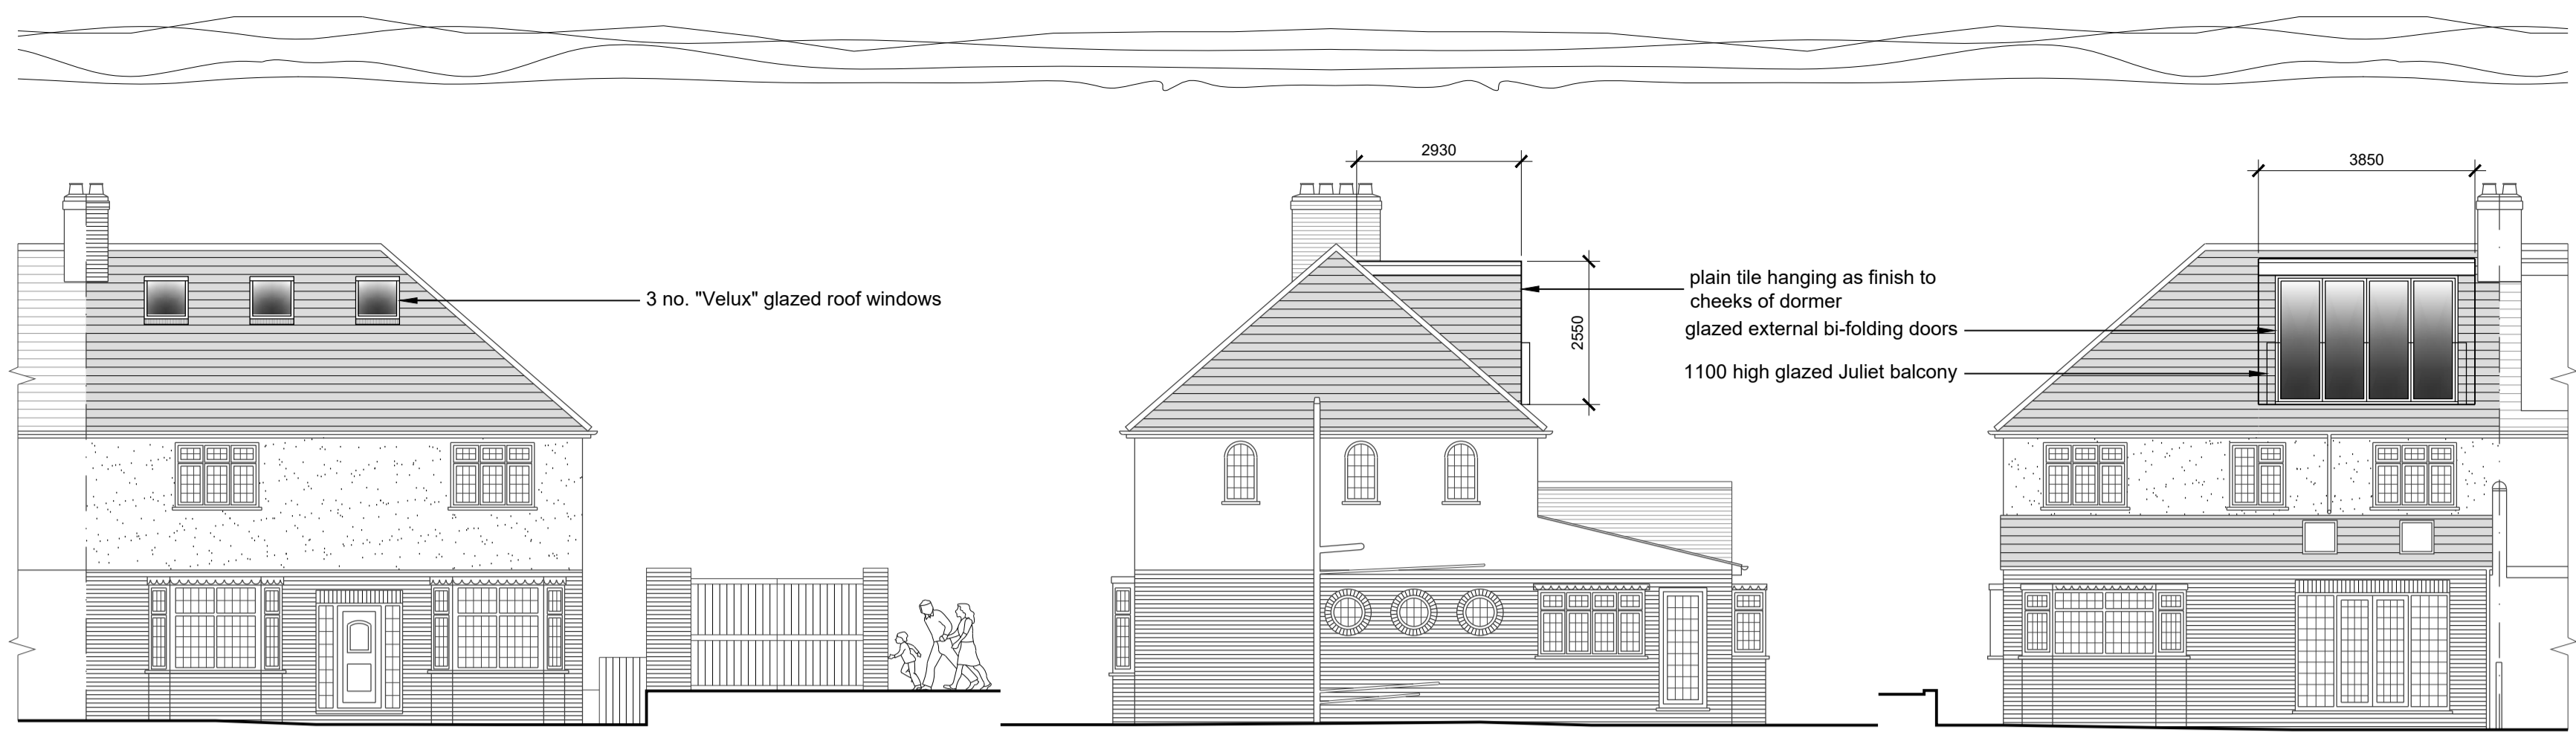 3 no. "Velux" glazed roof windows
2930
2550
plain tile hanging as finish to
cheeks of dormer
glazed external bi-folding doors
1100 high glazed Juliet balcony
3850